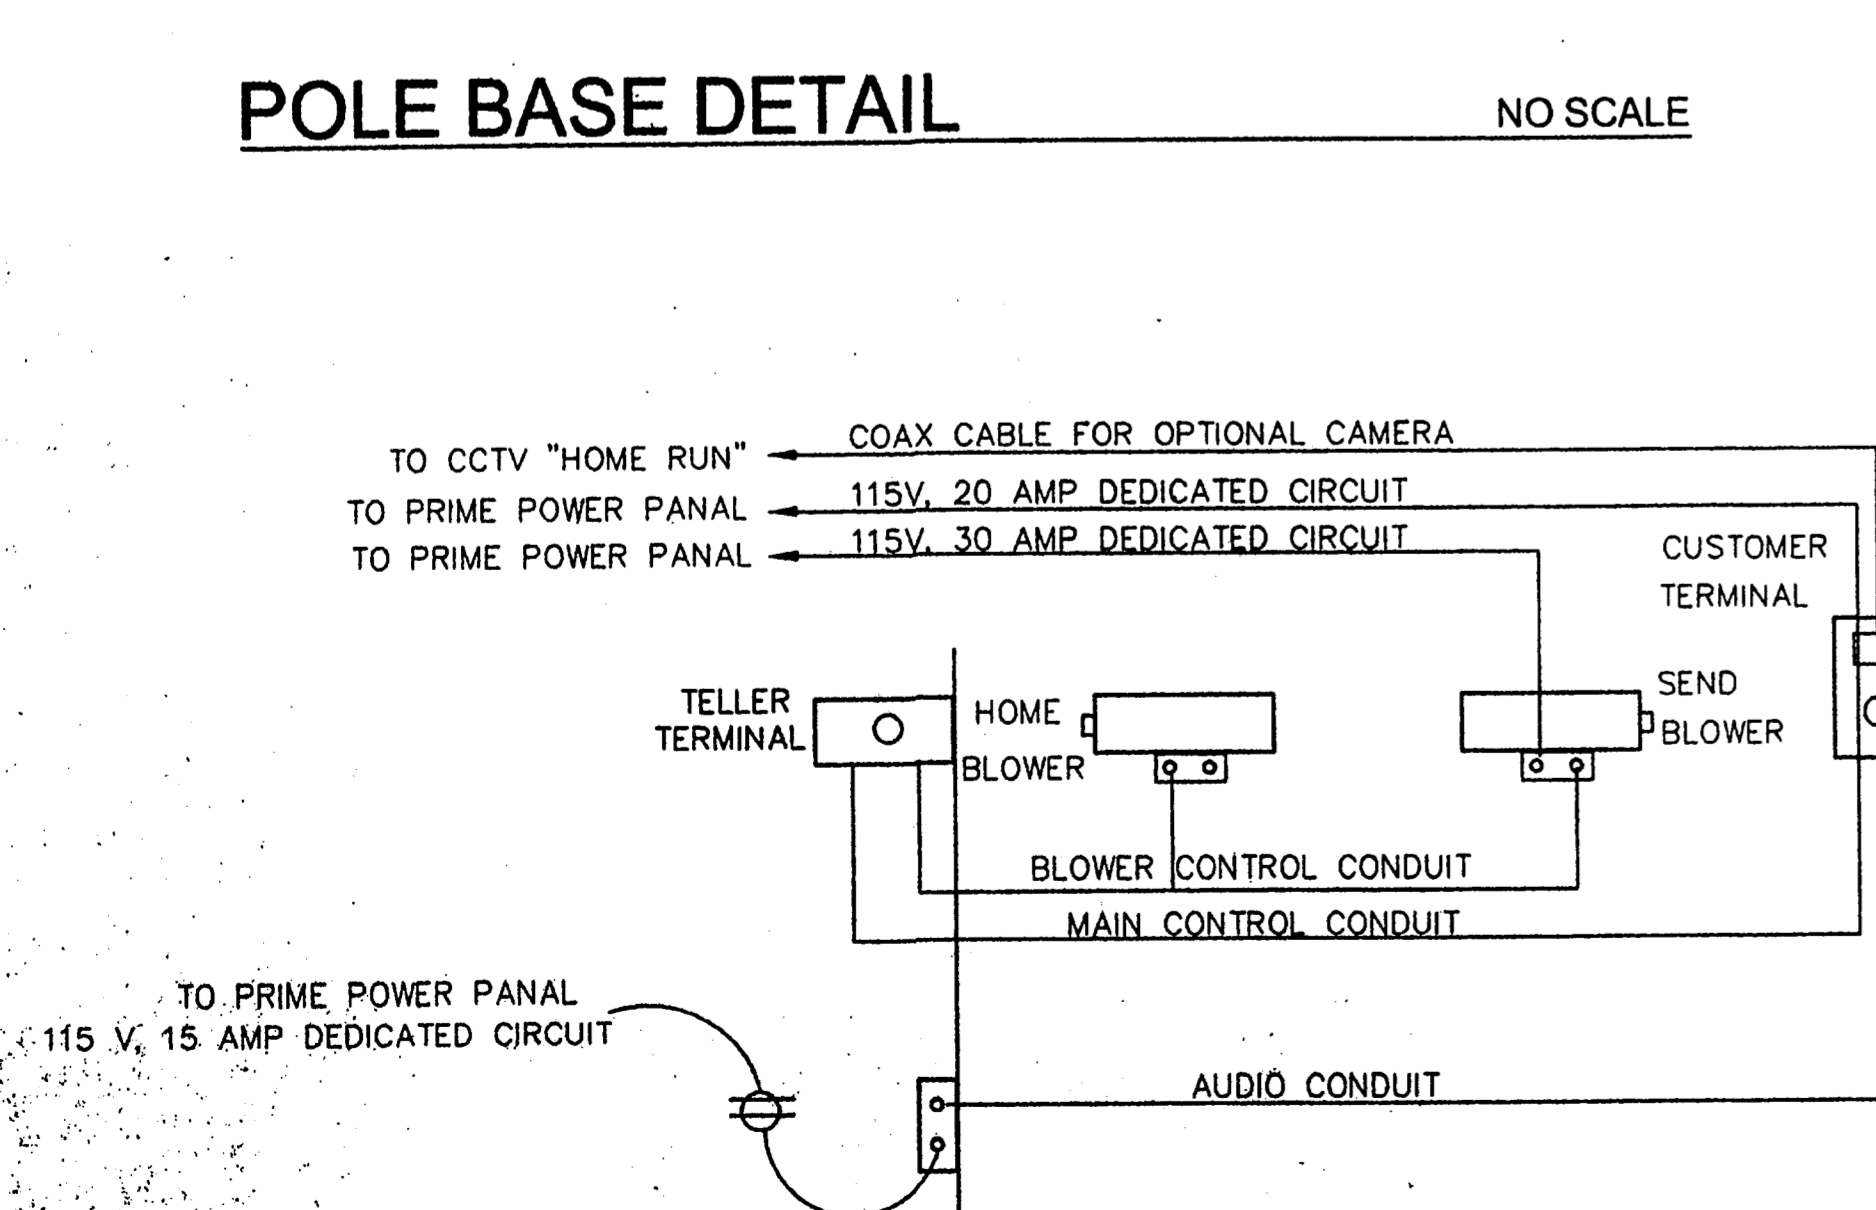 POLE BASE DETAIL
NO SCALE
TO CCTV "HOME RUN"
COAX CABLE FOR OPTIONAL CAMERA
TO PRIME POWER PANAL
115V, 20 AMP DEDICATED CIRCUIT
TO PRIME POWER PANAL
115V, 30 AMP DEDICATED CIRCUIT
CUSTOMER
TERMINAL
TELLER
TERMINAL
HOME
BLOWER
SEND
BLOWER
BLOWER CONTROL CONDUIT
MAIN CONTROL CONDUIT
TO PRIME POWER PANAL
115 V, 15 AMP DEDICATED CIRCUIT
AUDIO CONDUIT